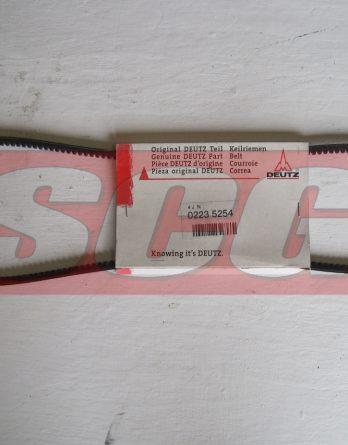 Original DEUTZ Teil Keilriemen
Genuine DEUTZ Part Belt
Pièce DEUTZ d'origine Courroie
Pieza original DEUTZ Correa
DEUTZ
0223 5254
Knowing it's DEUTZ.